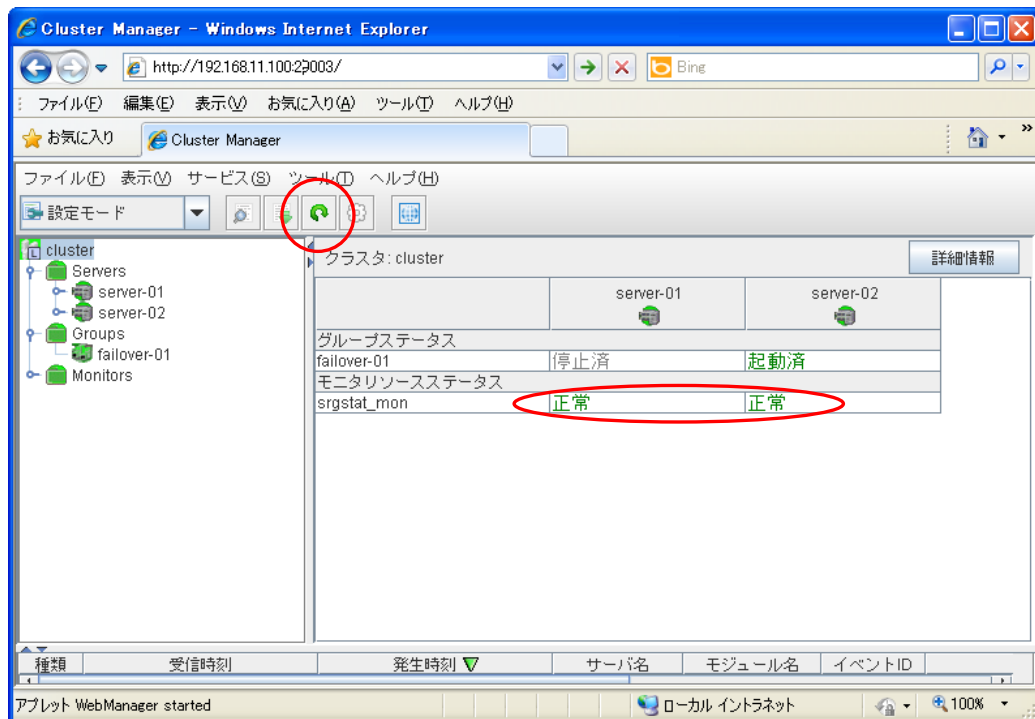 Cluster Manager - Windows Internet Explorer
http://192.168.11.100:29003/
Bing
ファイル(F) 編集(E) 表示(V) お気に入り(A) ツール(T) ヘルプ(H)
お気に入り
Cluster Manager
»
ファイル(F) 表示(V) サービス(S) ツール(T) ヘルプ(H)
設定モード
cluster
Servers
server-01
server-02
Groups
failover-01
Monitors
クラスタ: cluster
詳細情報
server-01 server-02
グループステータス
failover-01 停止済 起動済
モニタリソースステータス
srgstat_mon 正常 正常
種類 受信時刻 発生時刻 サーバ名 モジュール名 イベントID
アプレット WebManager started
ローカル イントラネット
100%